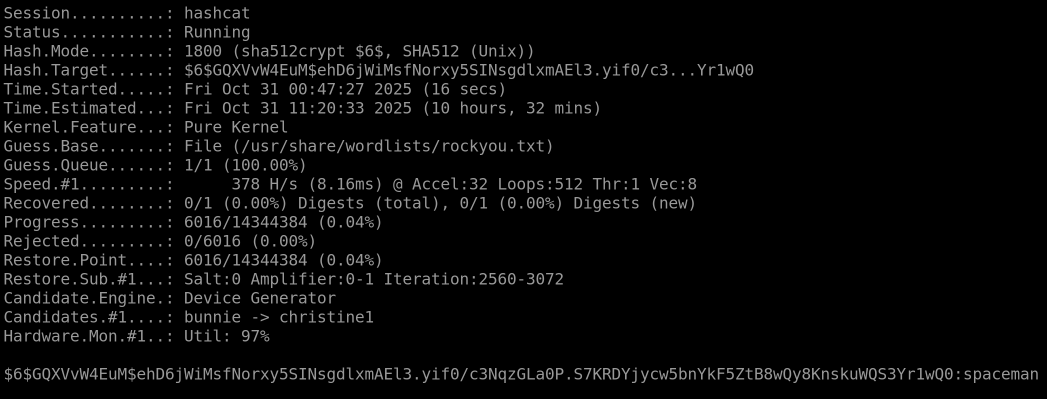 Session..........: hashcat
Status...........: Running
Hash.Mode........: 1800 (sha512crypt $6$, SHA512 (Unix))
Hash.Target......: $6$GQXVvW4EuM$ehD6jWiMsfNorxy5SINsgdlxmAEl3.yif0/c3...Yr1wQ0
Time.Started.....: Fri Oct 31 00:47:27 2025 (16 secs)
Time.Estimated...: Fri Oct 31 11:20:33 2025 (10 hours, 32 mins)
Kernel.Feature...: Pure Kernel
Guess.Base.......: File (/usr/share/wordlists/rockyou.txt)
Guess.Queue......: 1/1 (100.00%)
Speed.#1.........:      378 H/s (8.16ms) @ Accel:32 Loops:512 Thr:1 Vec:8
Recovered........: 0/1 (0.00%) Digests (total), 0/1 (0.00%) Digests (new)
Progress.........: 6016/14344384 (0.04%)
Rejected.........: 0/6016 (0.00%)
Restore.Point....: 6016/14344384 (0.04%)
Restore.Sub.#1...: Salt:0 Amplifier:0-1 Iteration:2560-3072
Candidate.Engine.: Device Generator
Candidates.#1....: bunnie -> christine1
Hardware.Mon.#1..: Util: 97%
$6$GQXVvW4EuM$ehD6jWiMsfNorxy5SINsgdlxmAEl3.yif0/c3NqzGLa0P.S7KRDYjycw5bnYkF5ZtB8wQy8KnskuWQS3Yr1wQ0:spaceman